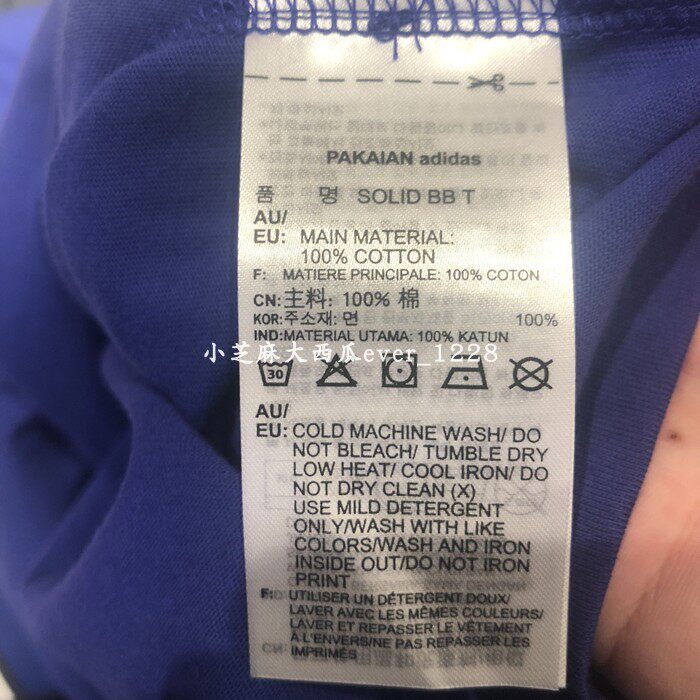 PAKAIAN adidas
품 명 SOLID BB T
AU/
EU: MAIN MATERIAL:
100% COTTON
F: MATIERE PRINCIPALE: 100% COTON
CN: 主料: 100% 棉
KOR:주소재: 면 100%
IND:MATERIAL UTAMA: 100% KATUN
小芝麻大西瓜ever_1228
30
AU/
EU: COLD MACHINE WASH/ DO
NOT BLEACH/ TUMBLE DRY
LOW HEAT/ COOL IRON/ DO
NOT DRY CLEAN (X)
USE MILD DETERGENT
ONLY/WASH WITH LIKE
COLORS/WASH AND IRON
INSIDE OUT/DO NOT IRON
PRINT
F: UTILISER UN DÉTERGENT DOUX/
LAVER AVEC LES MÊMES COULEURS/
LAVER ET REPASSER LE VÊTEMENT
À L'ENVERS/NE PAS REPASSER LES
IMPRIMÉS
CN: